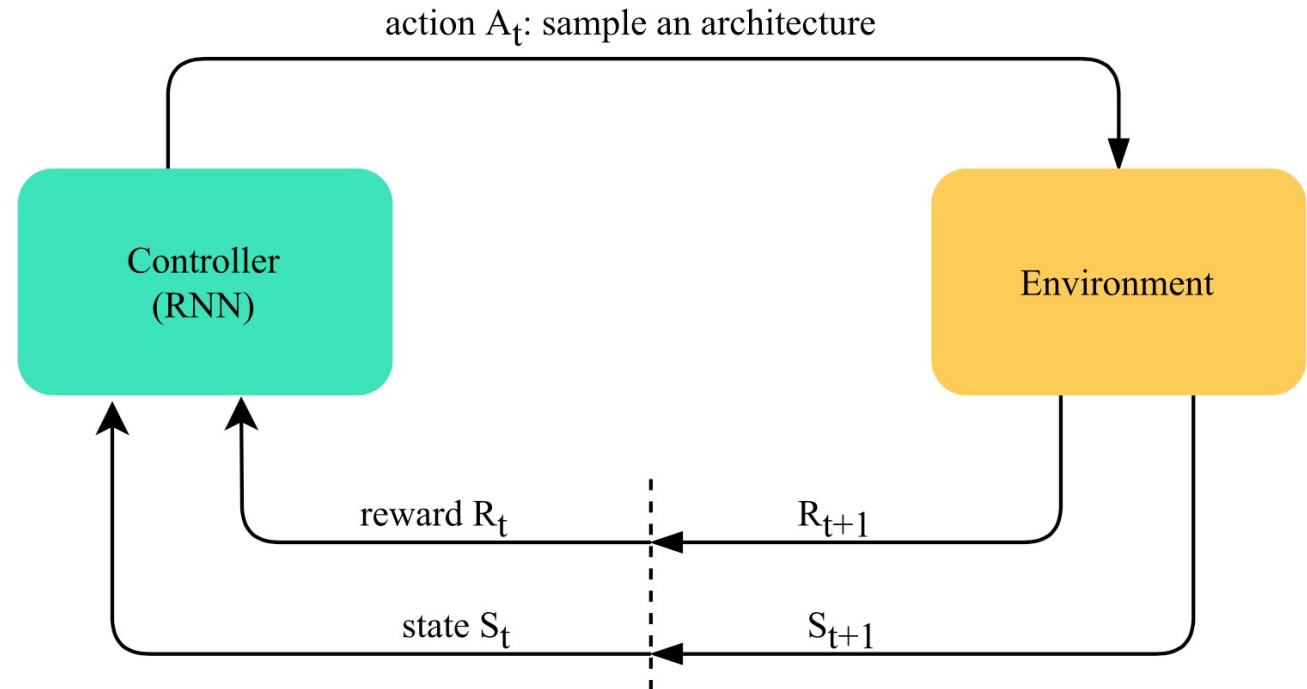 action At: sample an architecture
Controller
(RNN)
Environment
reward Rt
Rt+1
state St
St+1